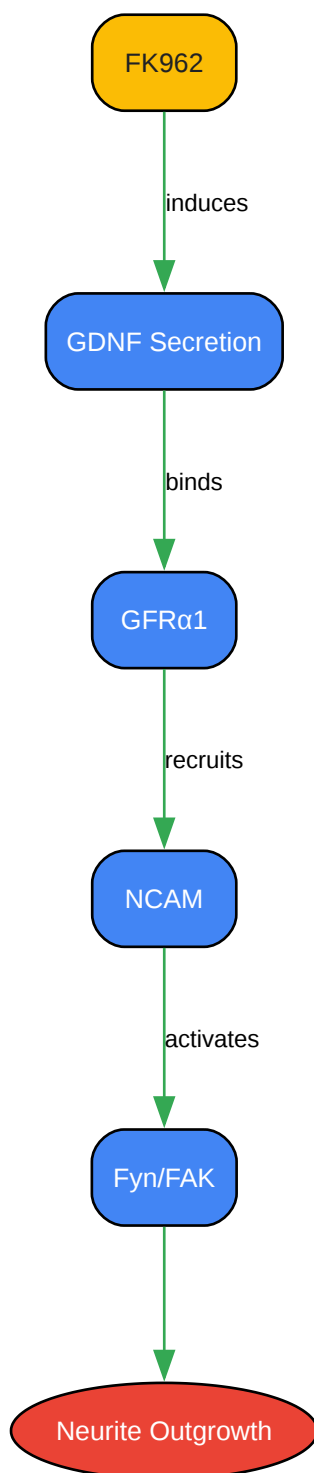 FK962
induces
GDNF Secretion
binds
GFRα1
recruits
NCAM
activates
Fyn/FAK
Neurite Outgrowth